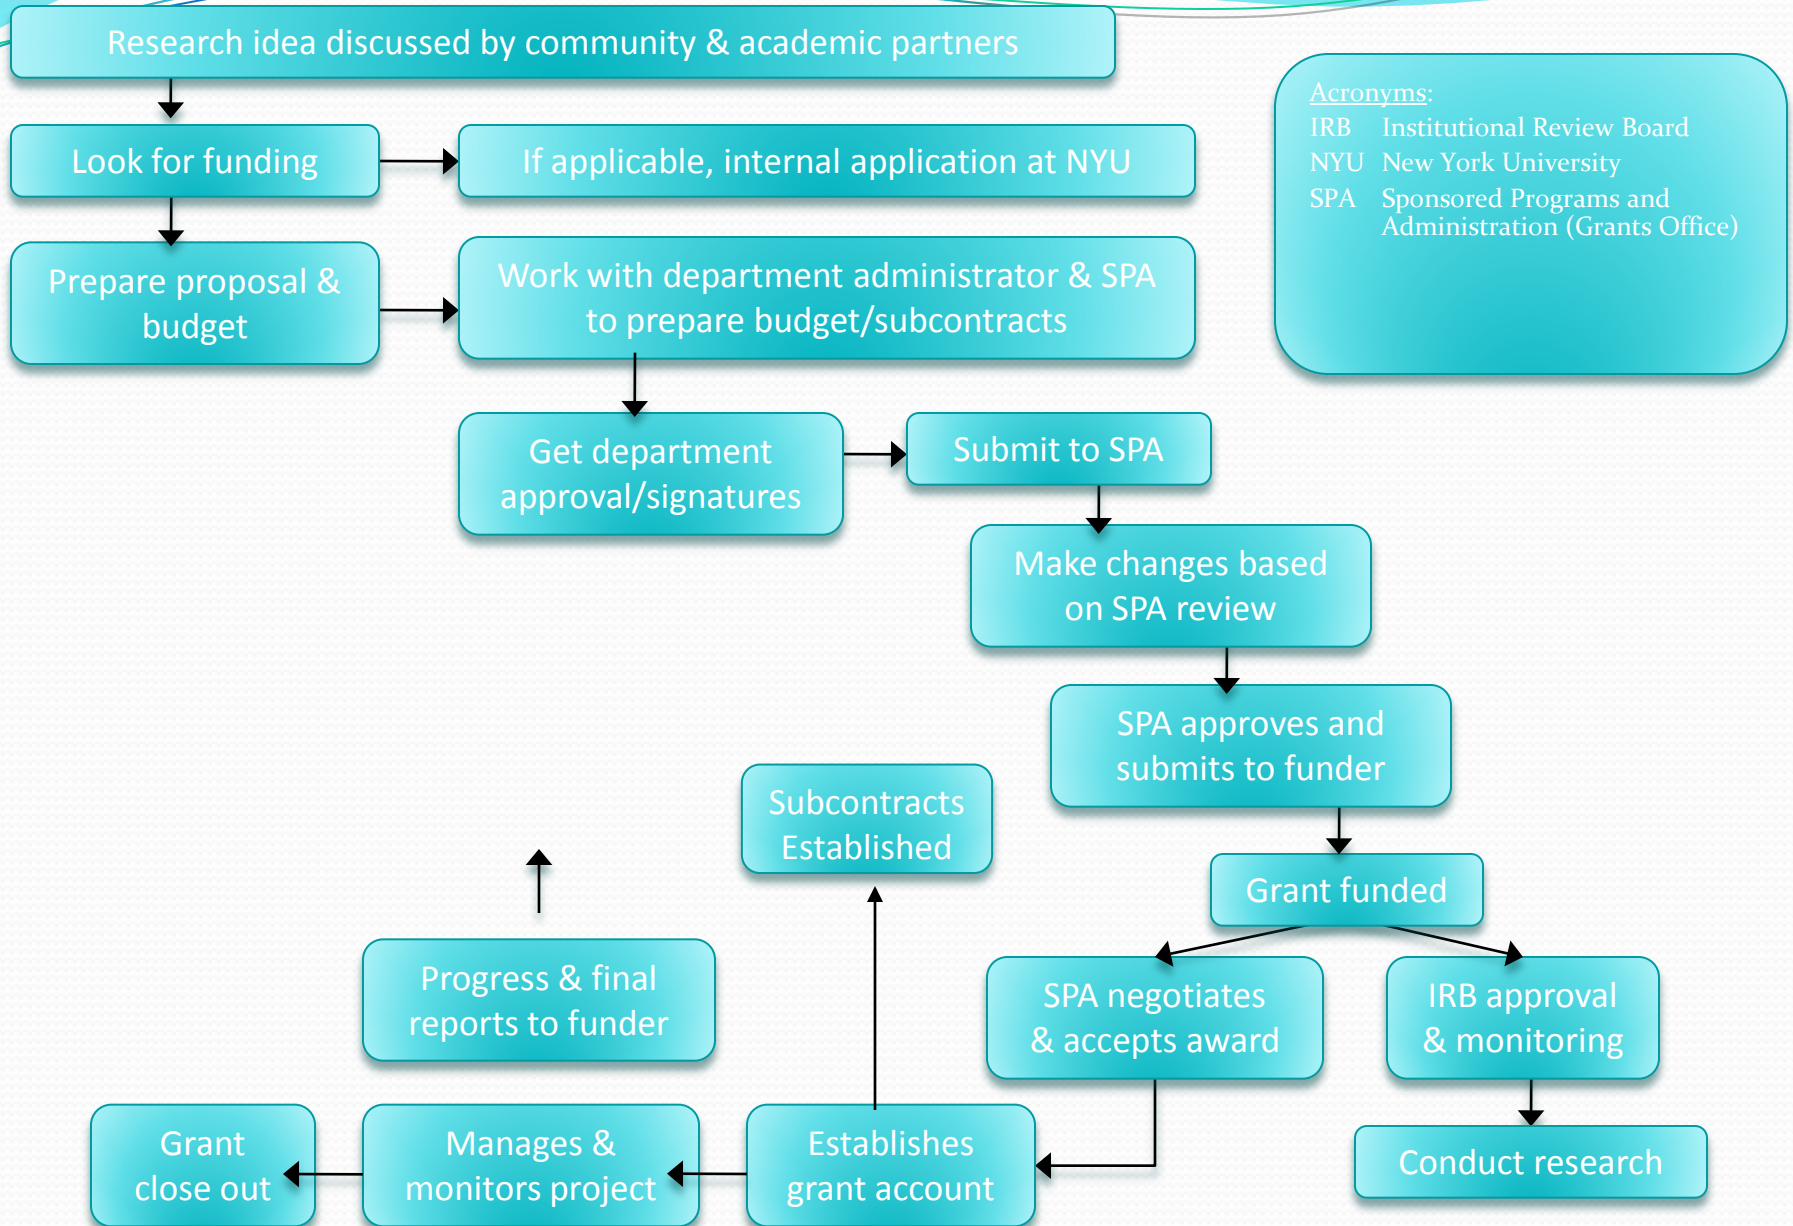 Research idea discussed by community & academic partners
Acronyms:
IRB Institutional Review Board
NYU New York University
SPA Sponsored Programs and
Administration (Grants Office)
Look for funding
If applicable, internal application at NYU
Prepare proposal &
budget
Work with department administrator & SPA
to prepare budget/subcontracts
Get department
approval/signatures
Submit to SPA
Make changes based
on SPA review
SPA approves and
submits to funder
Subcontracts
Established
Grant funded
Progress & final
reports to funder
SPA negotiates
& accepts award
IRB approval
& monitoring
Grant
close out
Manages &
monitors project
Establishes
grant account
Conduct research